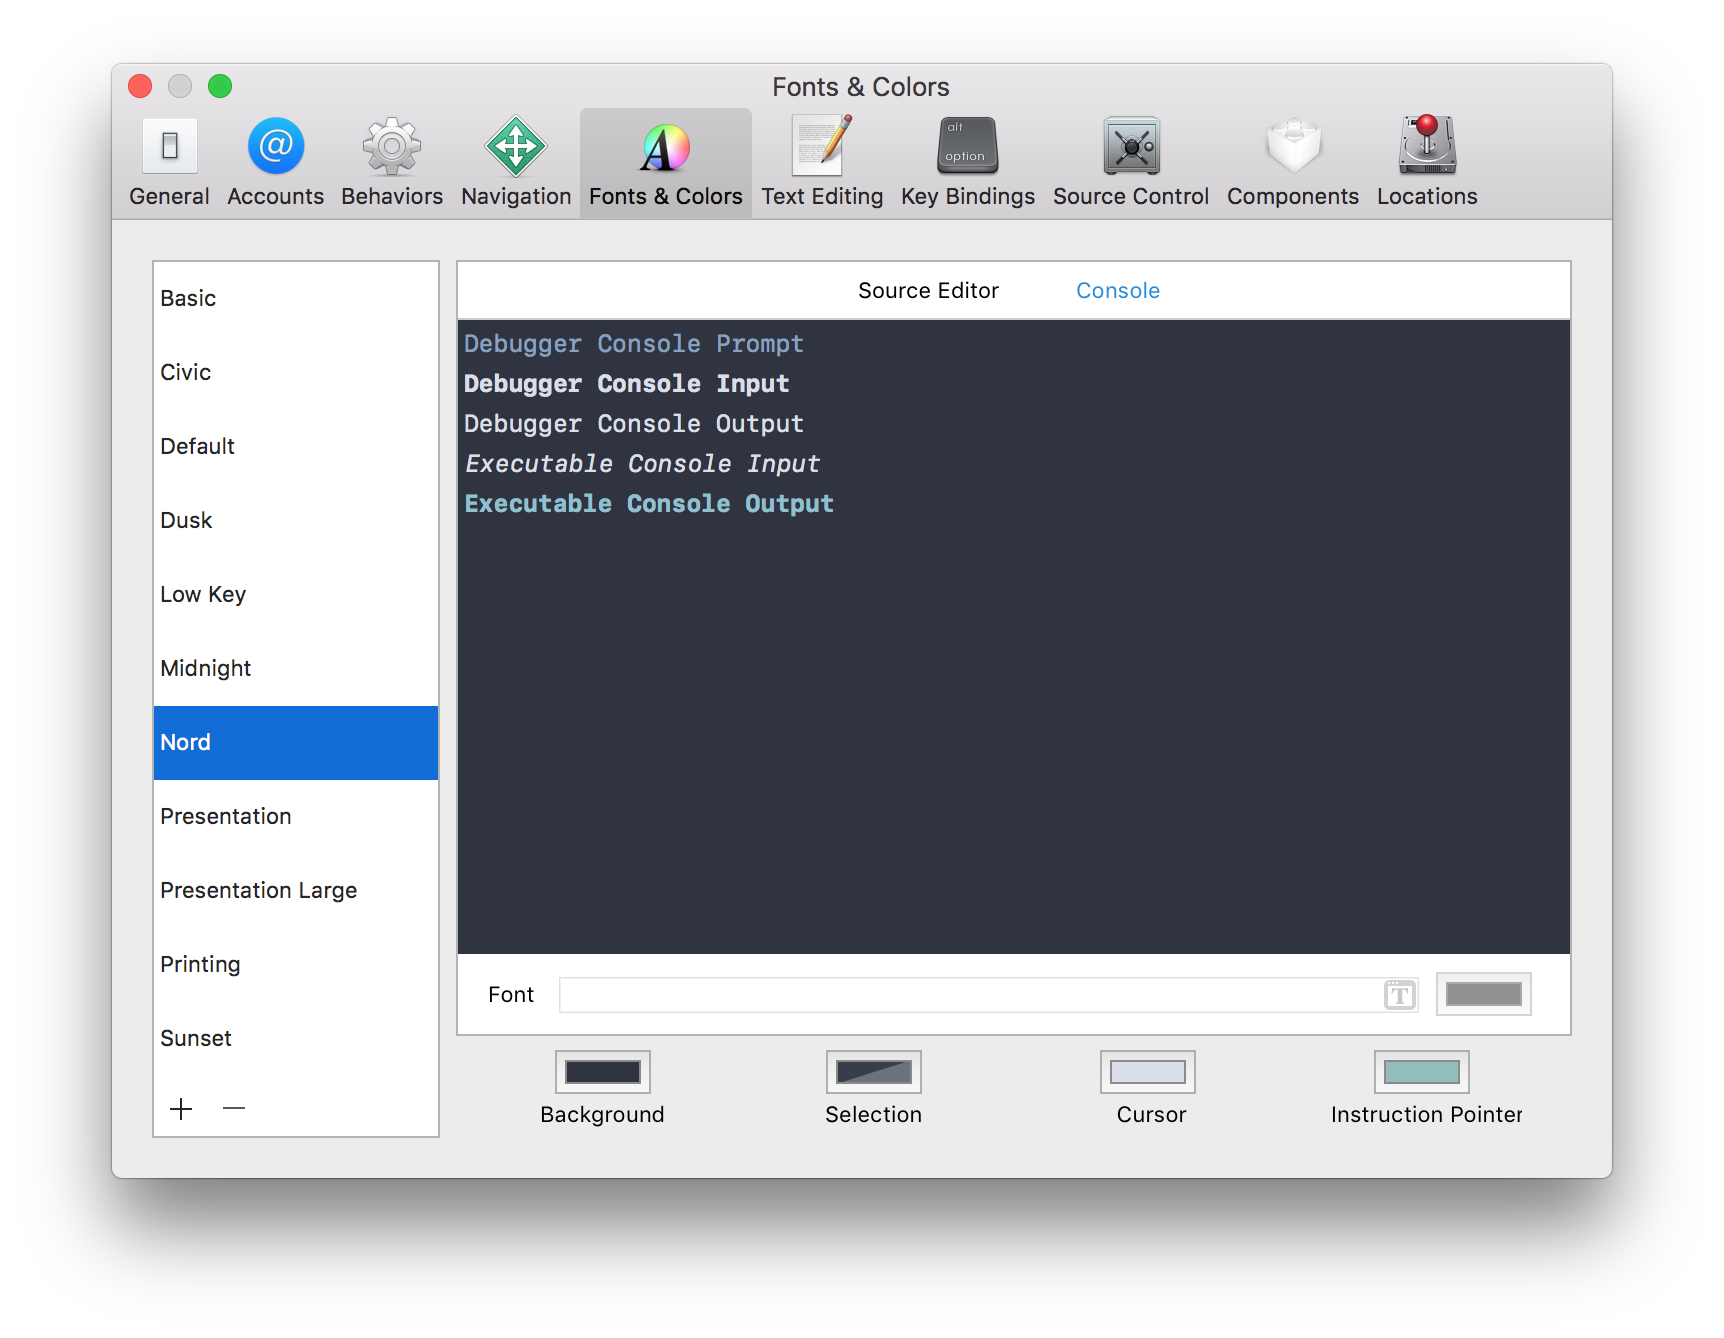 Fonts & Colors
@
alt
option
General Accounts Behaviors Navigation Fonts & Colors Text Editing Key Bindings Source Control Components Locations
Basic
Civic
Default
Dusk
Low Key
Midnight
Nord
Presentation
Presentation Large
Printing
Sunset
Source Editor Console
Debugger Console Prompt
Debugger Console Input
Debugger Console Output
Executable Console Input
Executable Console Output
Font
T
Background Selection Cursor Instruction Pointer